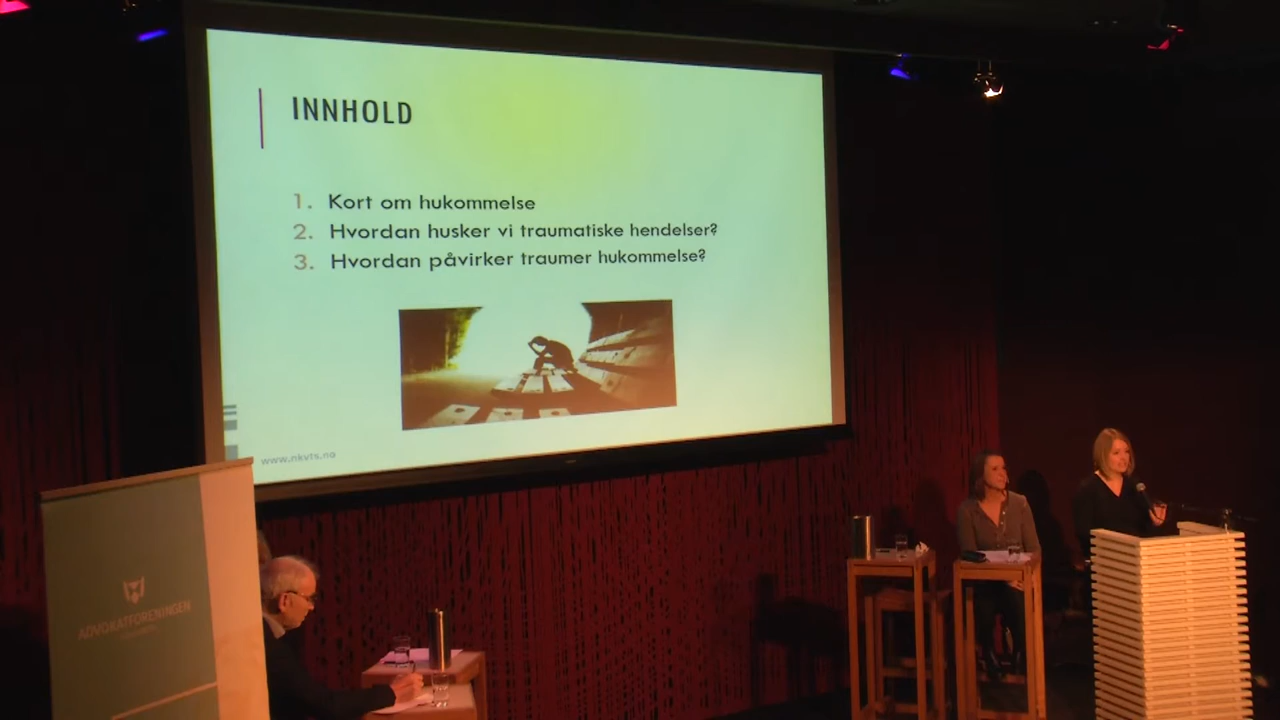 INNHOLD
1. Kort om hukommelse
2. Hvordan husker vi traumatiske hendelser?
3. Hvordan påvirker traumer hukommelse?
www.nkvts.no
ADVOKATFORENINGEN